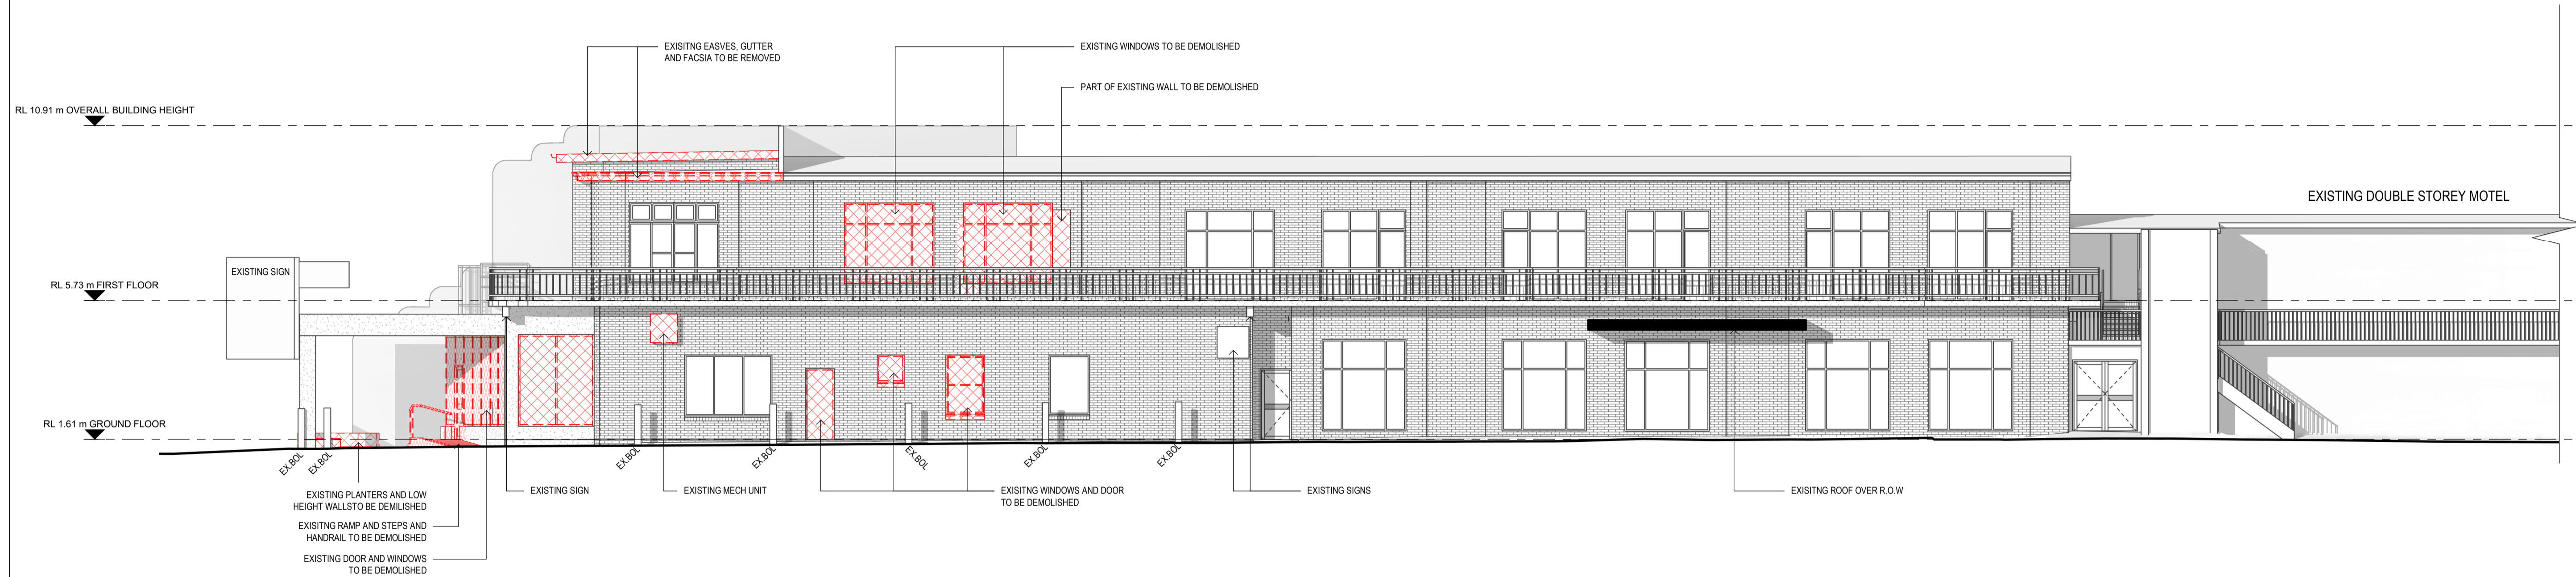 EXISITNG EASVES, GUTTER
AND FACSIA TO BE REMOVED
EXISTING WINDOWS TO BE DEMOLISHED
PART OF EXISTING WALL TO BE DEMOLISHED
RL 10.91 m OVERALL BUILDING HEIGHT
EXISTING DOUBLE STOREY MOTEL
EXISTING SIGN
RL 5.73 m FIRST FLOOR
RL 1.61 m GROUND FLOOR
EX.BOL
EX.BOL
EX.BOL
EX.BOL
EX.BOL
EX.BOL
EX.BOL
EXISTING PLANTERS AND LOW
HEIGHT WALLSTO BE DEMILISHED
EXISITNG RAMP AND STEPS AND
HANDRAIL TO BE DEMOLISHED
EXISTING DOOR AND WINDOWS
TO BE DEMOLISHED
EXISTING SIGN
EXISTING MECH UNIT
EXISITNG WINDOWS AND DOOR
TO BE DEMOLISHED
EXISTING SIGNS
EXISITNG ROOF OVER R.O.W